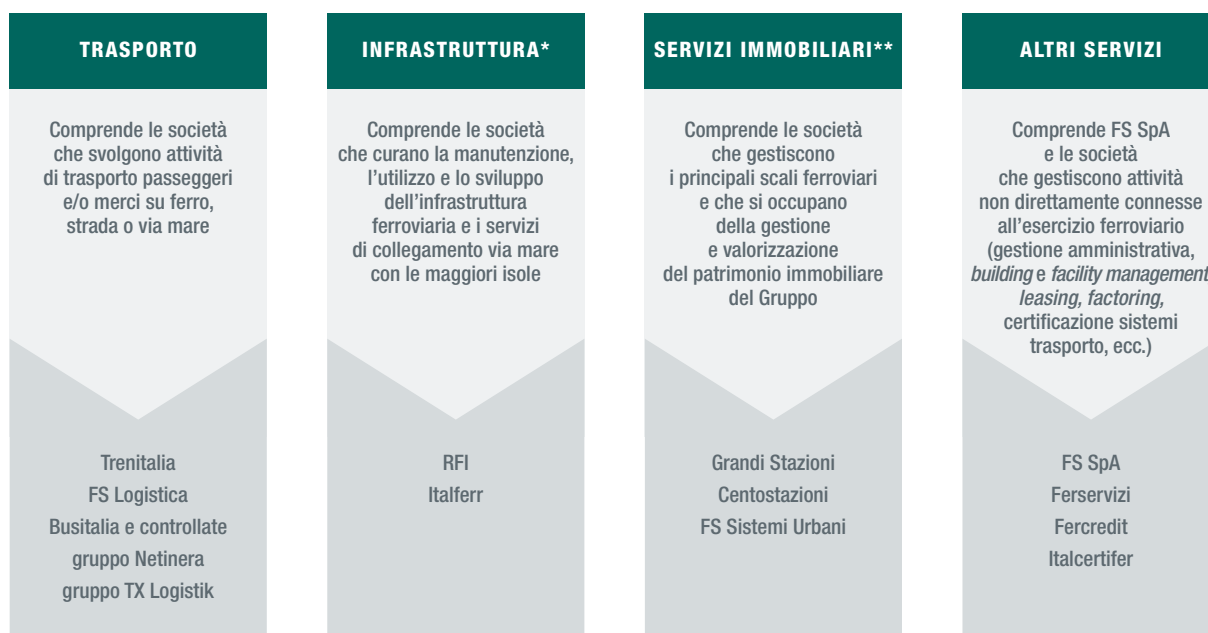 TRASPORTO
Comprende le società
che svolgono attività
di trasporto passeggeri
e/o merci su ferro,
strada o via mare
Trenitalia
FS Logistica
Busitalia e controllate
gruppo Netinera
gruppo TX Logistik
INFRASTRUTTURA*
Comprende le società
che curano la manutenzione,
l'utilizzo e lo sviluppo
dell'infrastruttura
ferroviaria e i servizi
di collegamento via mare
con le maggiori isole
RFI
Italferr
SERVIZI IMMOBILIARI**
Comprende le società
che gestiscono
i principali scali ferroviari
e che si occupano
della gestione
e valorizzazione
del patrimonio immobiliare
del Gruppo
Grandi Stazioni
Centostazioni
FS Sistemi Urbani
ALTRI SERVIZI
Comprende FS SpA
e le società
che gestiscono attività
non direttamente connesse
all'esercizio ferroviario
(gestione amministrativa,
building e facility management
leasing, factoring,
certificazione sistemi
trasporto, ecc.)
FS SpA
Ferservizi
Fercredit
Italcertifer